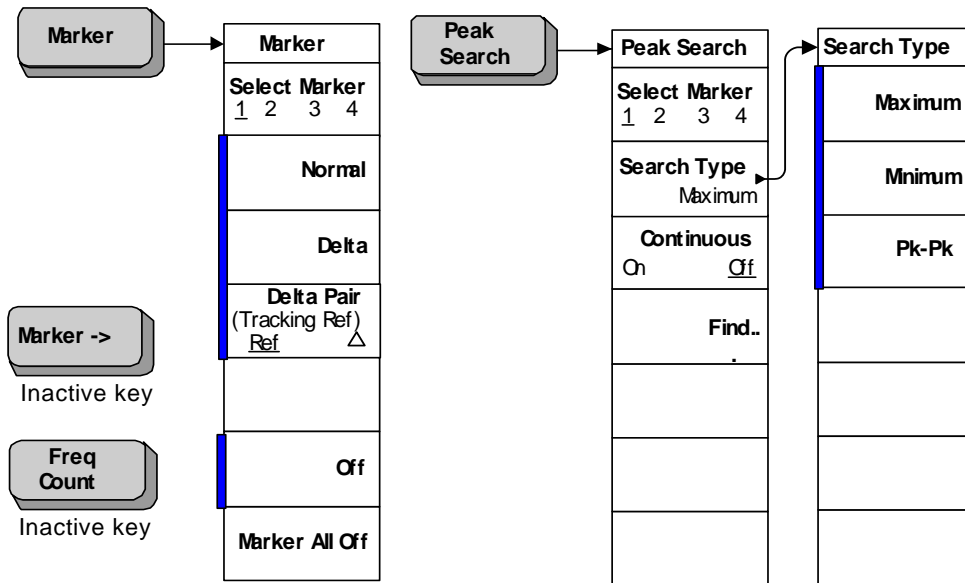 Marker
Marker
Select Marker
1 2 3 4
Normal
Delta
Delta Pair
(Tracking Ref)
Ref △
Off
Marker All Off
Marker ->
Inactive key
Freq
Count
Inactive key
Peak
Search
Peak Search
Select Marker
1 2 3 4
Search Type
Maximum
Continuous
On Off
Find..
.
Search Type
Maximum
Minimum
Pk-Pk